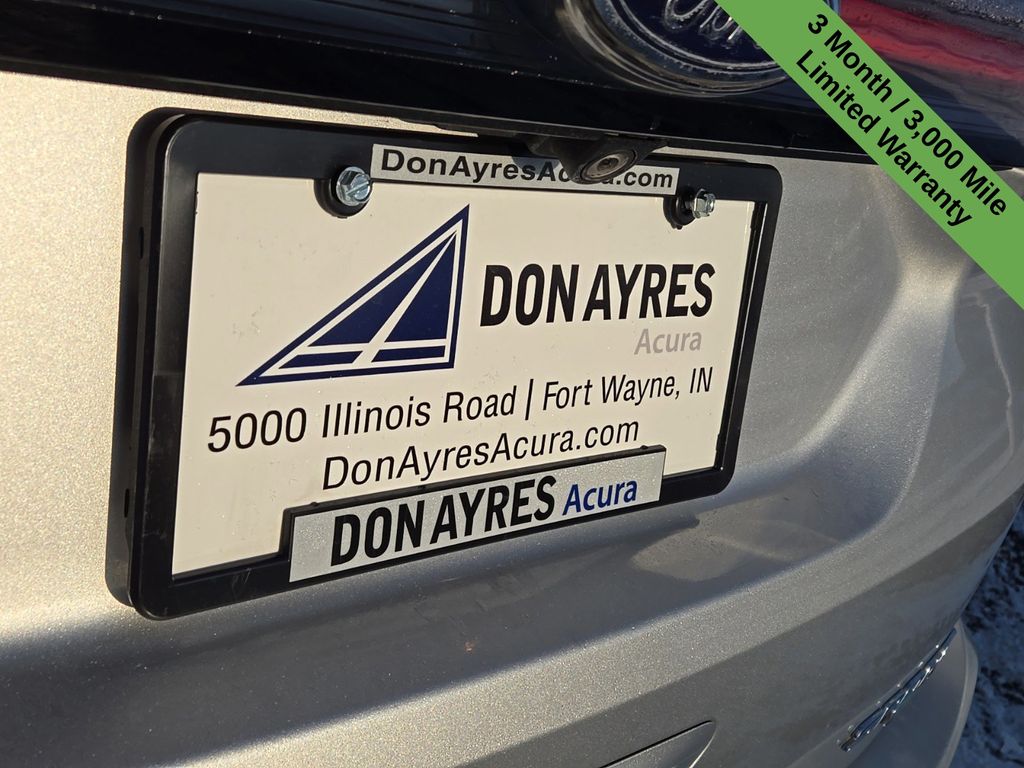 3 Month / 3,000 Mile
Limited Warranty
DonAyresAcura.com
DON AYRES
Acura
5000 Illinois Road | Fort Wayne, IN
DonAyresAcura.com
DON AYRES Acura